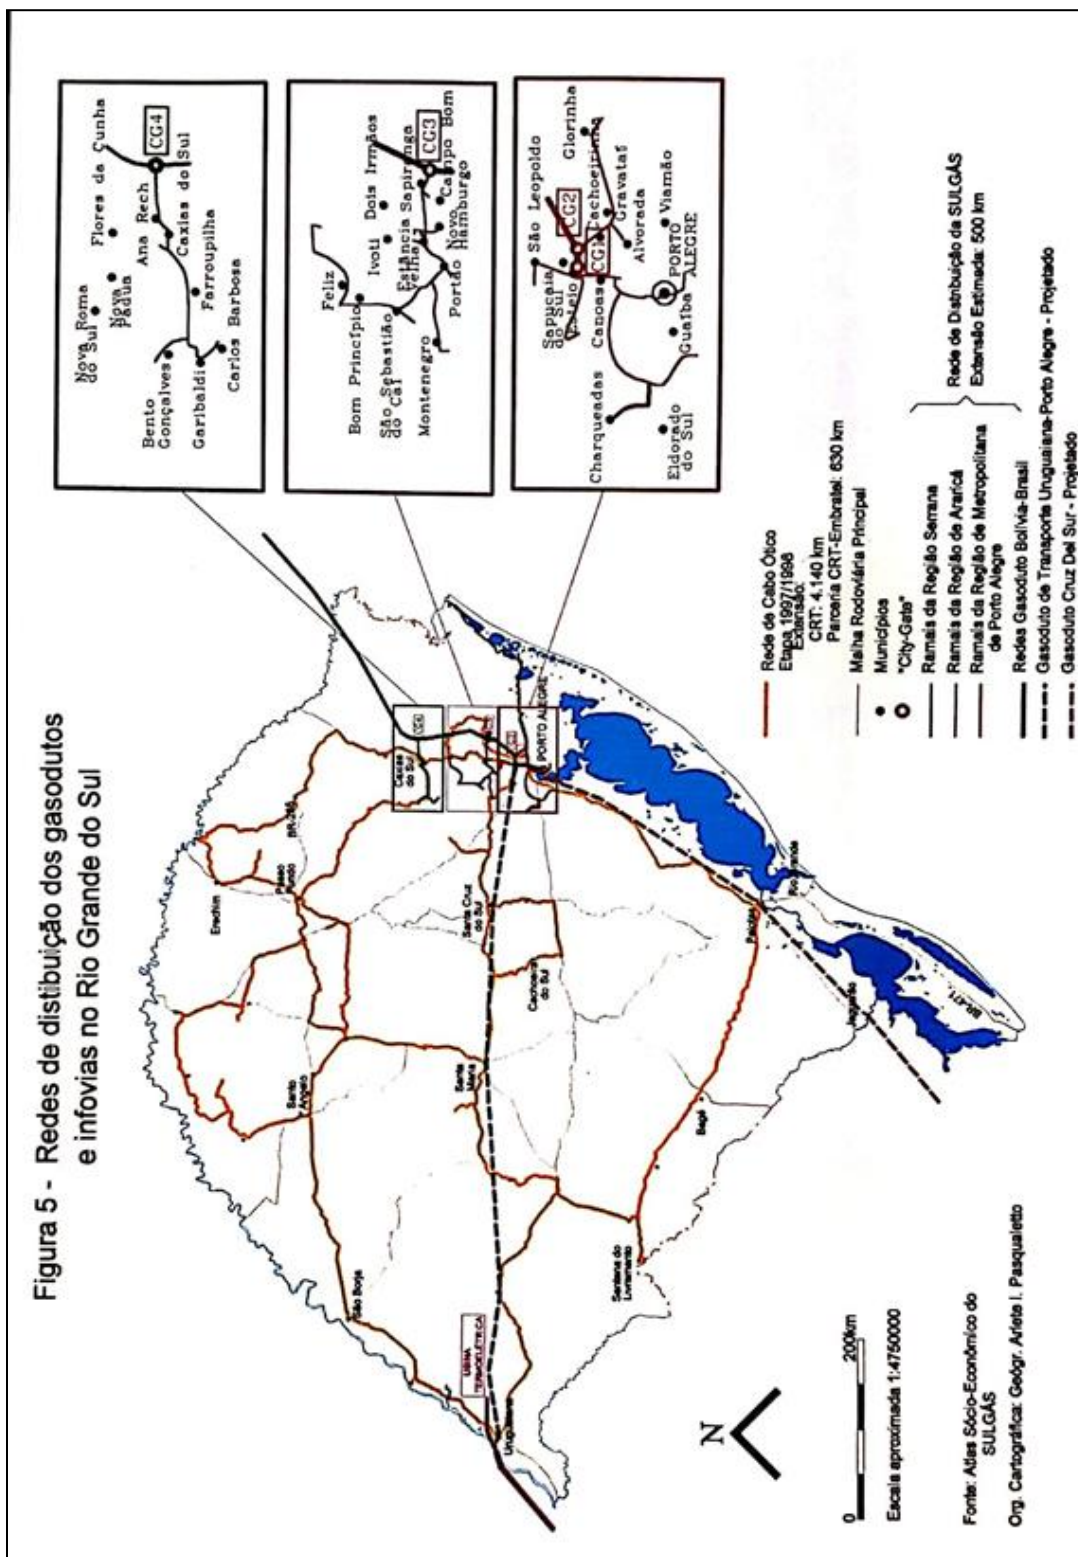 Figura 5 - Redes de distibuição dos gasodutos
e infovias no Rio Grande do Sul
Nova Roma
do Sul
Nova
Pádua
Flores da Cunha
Ana Rech
CG4
Caxias do Sul
Bento
Gonçalves
Farroupilha
Garibaldi
Carlos Barbosa
Feliz
Bom Princípio
Ivoti
Dois Irmãos
São Sebastião
do Caí
Estância
Velha
Sapiranga
CG3
Campo Bom
Novo
Hamburgo
Montenegro
Portão
São Leopoldo
Sapucaia
do Sul
Esteio
CG2
Glorinha
Cachoeirinha
Gravataí
Canoas
Alvorada
Viamão
PORTO
ALEGRE
Guaíba
Charqueadas
Eldorado
do Sul
Erechim
Passo
Fundo
BR-285
Caxias
do Sul
CG4
Santo
Ângelo
São Borja
Santa Cruz
do Sul
PORTO ALEGRE
Santa
Maria
Cachoeira
do Sul
USINA
TERMOELÉTRICA
Uruguaiana
Santana do
Livramento
Bagé
Pelotas
Rio Grande
Jaguarão
BR-471
N
0
200km
Escala aproximada 1:4750000
Fonte: Atlas Sócio-Econômico do
SULGÁS
Org. Cartográfica: Geógr. Arlete I. Pasqualetto
Rede de Cabo Ótico
Etapa 1997/1998
Extensão:
CRT: 4.140 km
Parceria CRT-Embratel: 630 km
Malha Rodoviária Principal
Municípios
"City-Gate"
Ramais da Região Serrana
Ramais da Região de Araricá
Ramais da Região de Metropolitana
de Porto Alegre
Rede de Distribuição da SULGÁS
Extensão Estimada: 500 km
Redes Gasoduto Bolívia-Brasil
Gasoduto de Transporte Uruguaiana-Porto Alegre - Projetado
Gasoduto Cruz Del Sur - Projetado